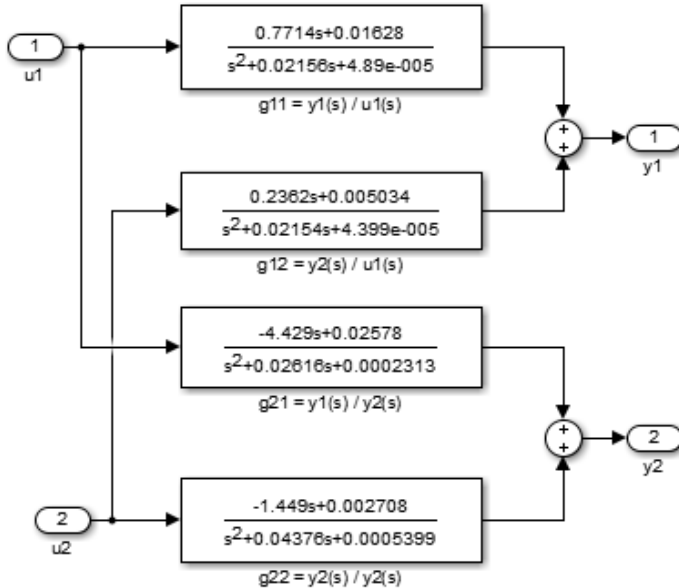 1
u1
0.7714s+0.01628
s²+0.02156s+4.89e-005
g11 = y1(s) / u1(s)
+
+
1
y1
0.2362s+0.005034
s²+0.02154s+4.399e-005
g12 = y2(s) / u1(s)
-4.429s+0.02578
s²+0.02616s+0.0002313
g21 = y1(s) / y2(s)
+
+
2
y2
2
u2
-1.449s+0.002708
s²+0.04376s+0.0005399
g22 = y2(s) / y2(s)